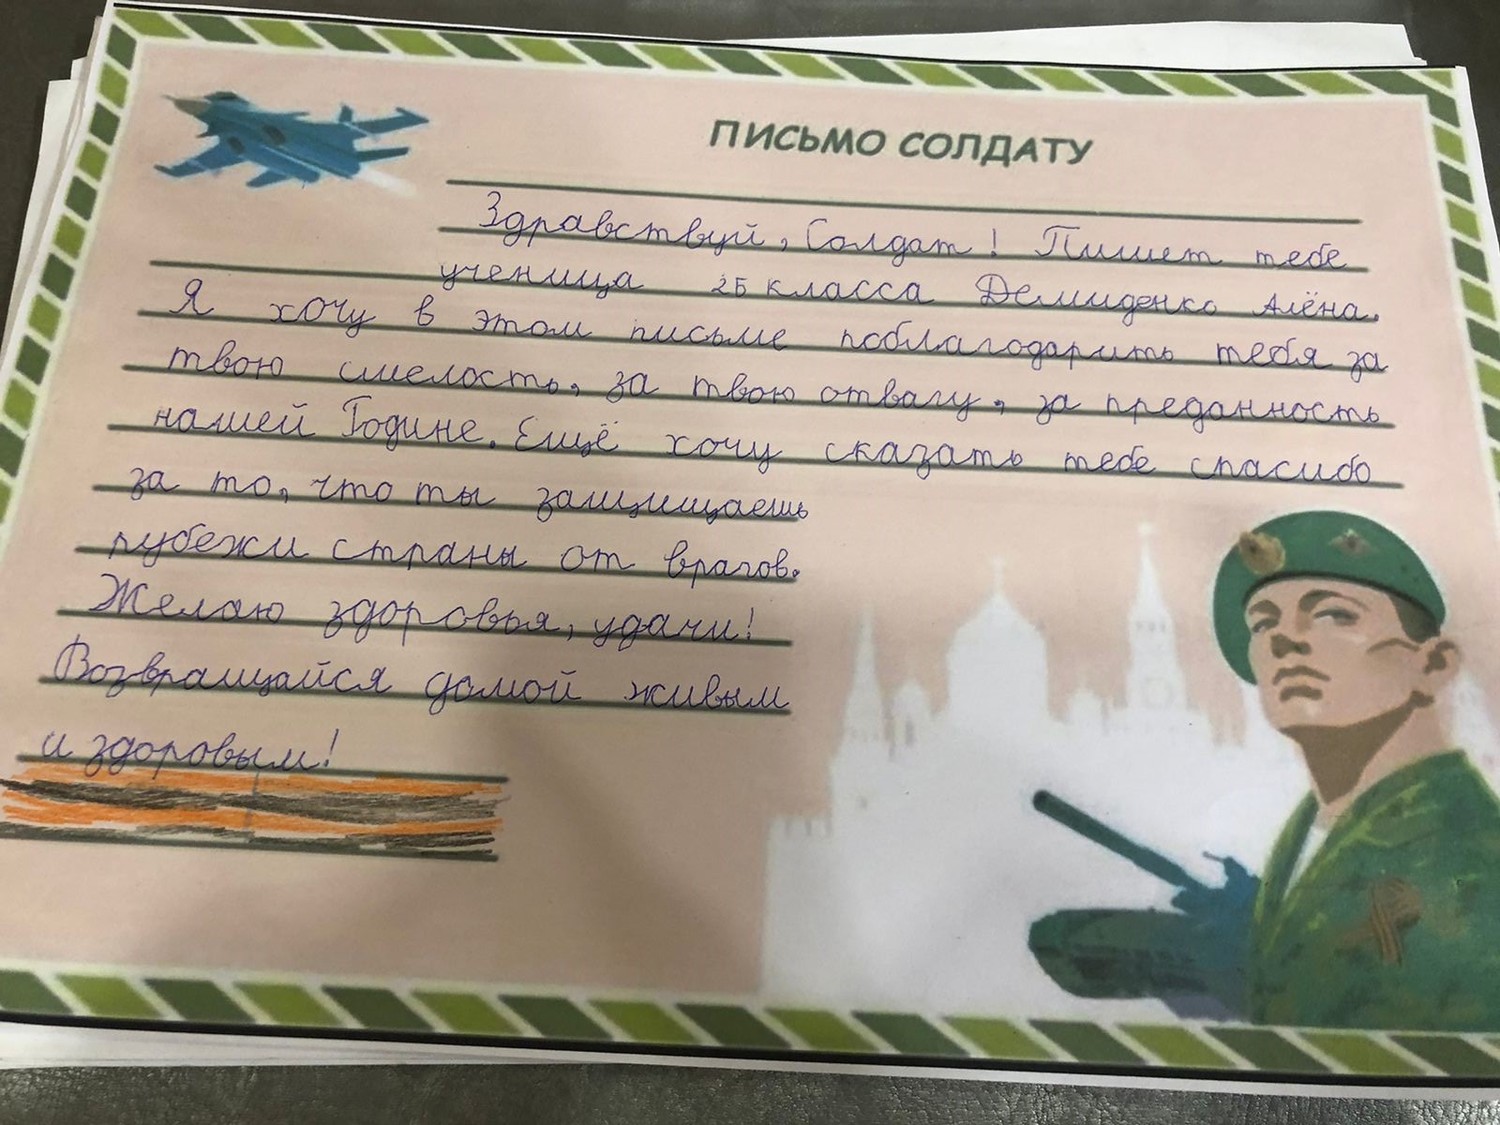 ПИСЬМО СОЛДАТУ
Здравствуй, Солдат! Пишет тебе
ученица 2Б класса Демиденко Алёна.
Я хочу в этом письме поблагодарить тебя за
твою смелость, за твою отвагу, за преданность
нашей Родине. Ещё хочу сказать тебе спасибо
за то, что ты защищаешь
рубежи страны от врагов.
Желаю здоровья, удачи!
Возвращайся домой живым
и здоровым!